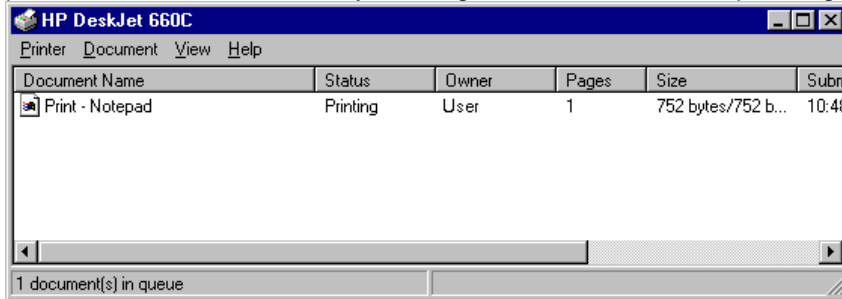 HP DeskJet 660C
Printer Document View Help
Document Name Status Owner Pages Size
Print - Notepad Printing User 1 752 bytes/752 b... 10:48
1 document(s) in queue